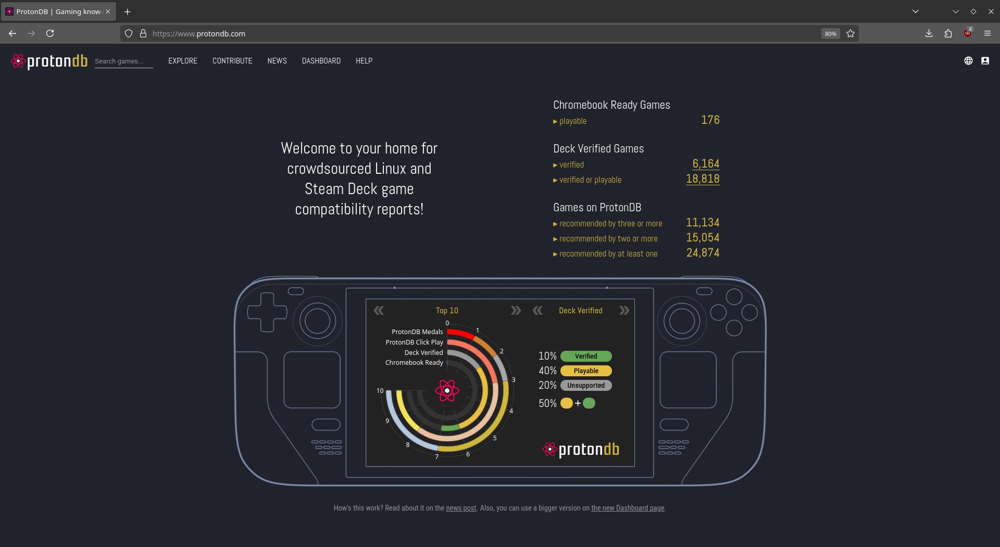 ProtonDB | Gaming know-
https://www.protondb.com
80%
4
protondb
Search games...
EXPLORE
CONTRIBUTE
NEWS
DASHBOARD
HELP
Welcome to your home for
crowdsourced Linux and
Steam Deck game
compatibility reports!
Chromebook Ready Games
▸ playable 176
Deck Verified Games
▸ verified 6,164
▸ verified or playable 18,818
Games on ProtonDB
▸ recommended by three or more 11,134
▸ recommended by two or more 15,054
▸ recommended by at least one 24,874
Top 10
0
1
2
3
4
5
6
7
8
9
10
ProtonDB Medals
ProtonDB Click Play
Deck Verified
Chromebook Ready
Deck Verified
10% Verified
40% Playable
20% Unsupported
50% +
protondb
How's this work? Read about it on the news post. Also, you can use a bigger version on the new Dashboard page.